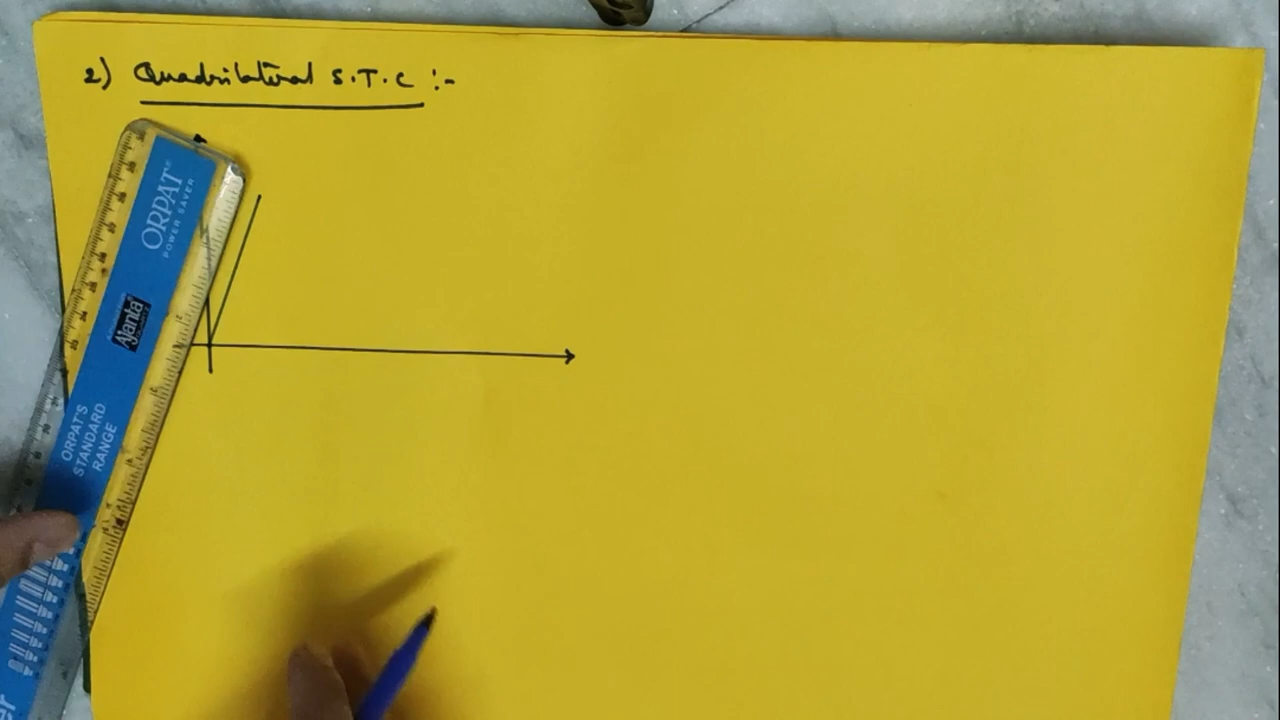 2) Quadrilateral S.T.C :-
ORPAT
POWER SAVER
Ajanta
ORPAT'S
STANDARD
RANGE